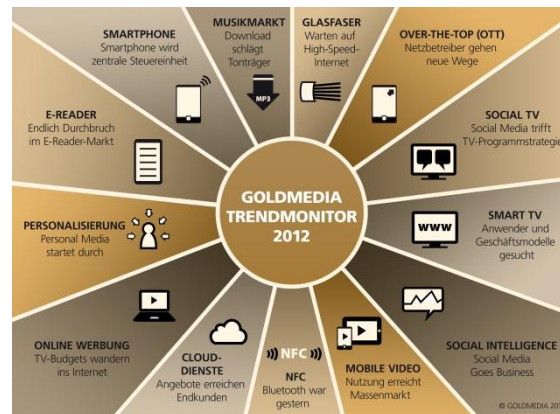 SMARTPHONE
Smartphone wird
zentrale Steuereinheit
MUSIKMARKT
Download
schlägt
Tonträger
MP3
GLASFASER
Warten auf
High-Speed-
Internet
OVER-THE-TOP (OTT)
Netzbetreiber gehen
neue Wege
E-READER
Endlich Durchbruch
im E-Reader-Markt
SOCIAL TV
Social Media trifft
TV-Programmstrategie
GOLDMEDIA
TRENDMONITOR
2012
PERSONALISIERUNG
Personal Media
startet durch
WWW
SMART TV
Anwender und
Geschäftsmodelle
gesucht
ONLINE WERBUNG
TV-Budgets wandern
ins Internet
CLOUD-
DIENSTE
Angebote erreichen
Endkunden
NFC
NFC
Bluetooth war
gestern
MOBILE VIDEO
Nutzung erreicht
Massenmarkt
SOCIAL INTELLIGENCE
Social Media
Goes Business
© GOLDMEDIA